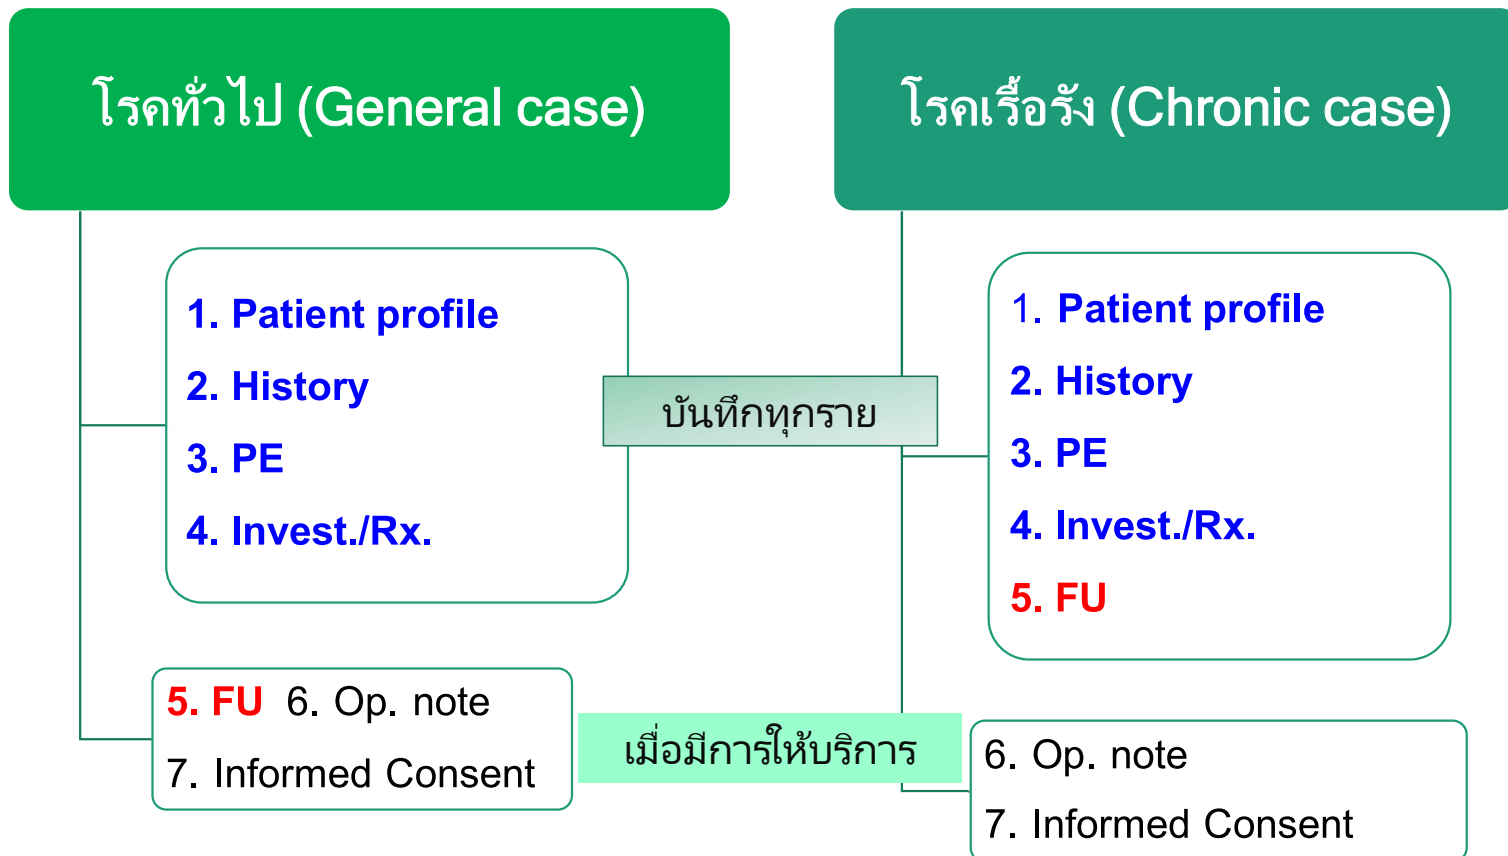 โรคทั่วไป (General case)
1. Patient profile
2. History
3. PE
4. Invest./Rx.
5. FU 6. Op. note
7. Informed Consent
บันทึกทุกราย
เมื่อมีการให้บริการ
โรคเรื้อรัง (Chronic case)
1. Patient profile
2. History
3. PE
4. Invest./Rx.
5. FU
6. Op. note
7. Informed Consent